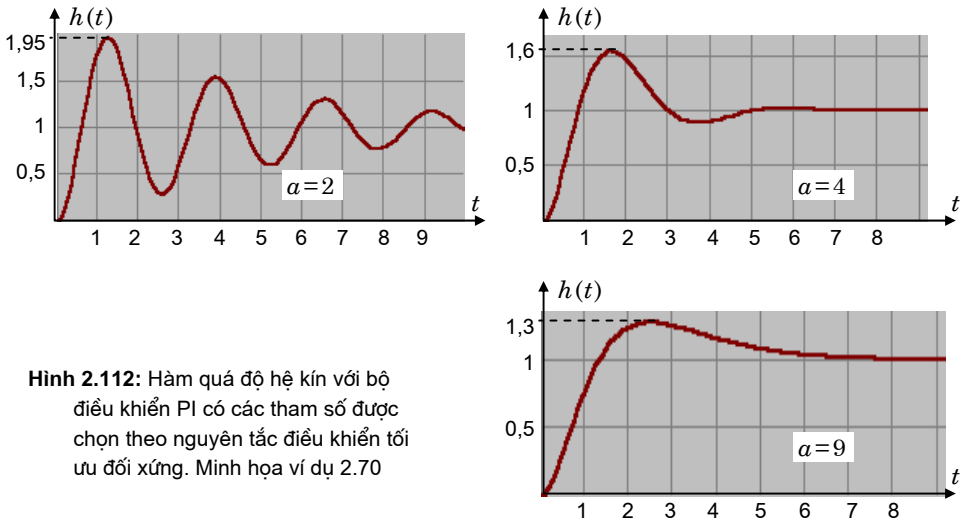 h(t)
1,95
1,5
1
0,5
a=2
t
1 2 3 4 5 6 7 8 9
h(t)
1,6
1
0,5
a=4
t
1 2 3 4 5 6 7 8
h(t)
1,3
1
0,5
a=9
t
1 2 3 4 5 6 7 8
Hình 2.112: Hàm quá độ hệ kín với bộ
điều khiển PI có các tham số được
chọn theo nguyên tắc điều khiển tối
ưu đối xứng. Minh họa ví dụ 2.70